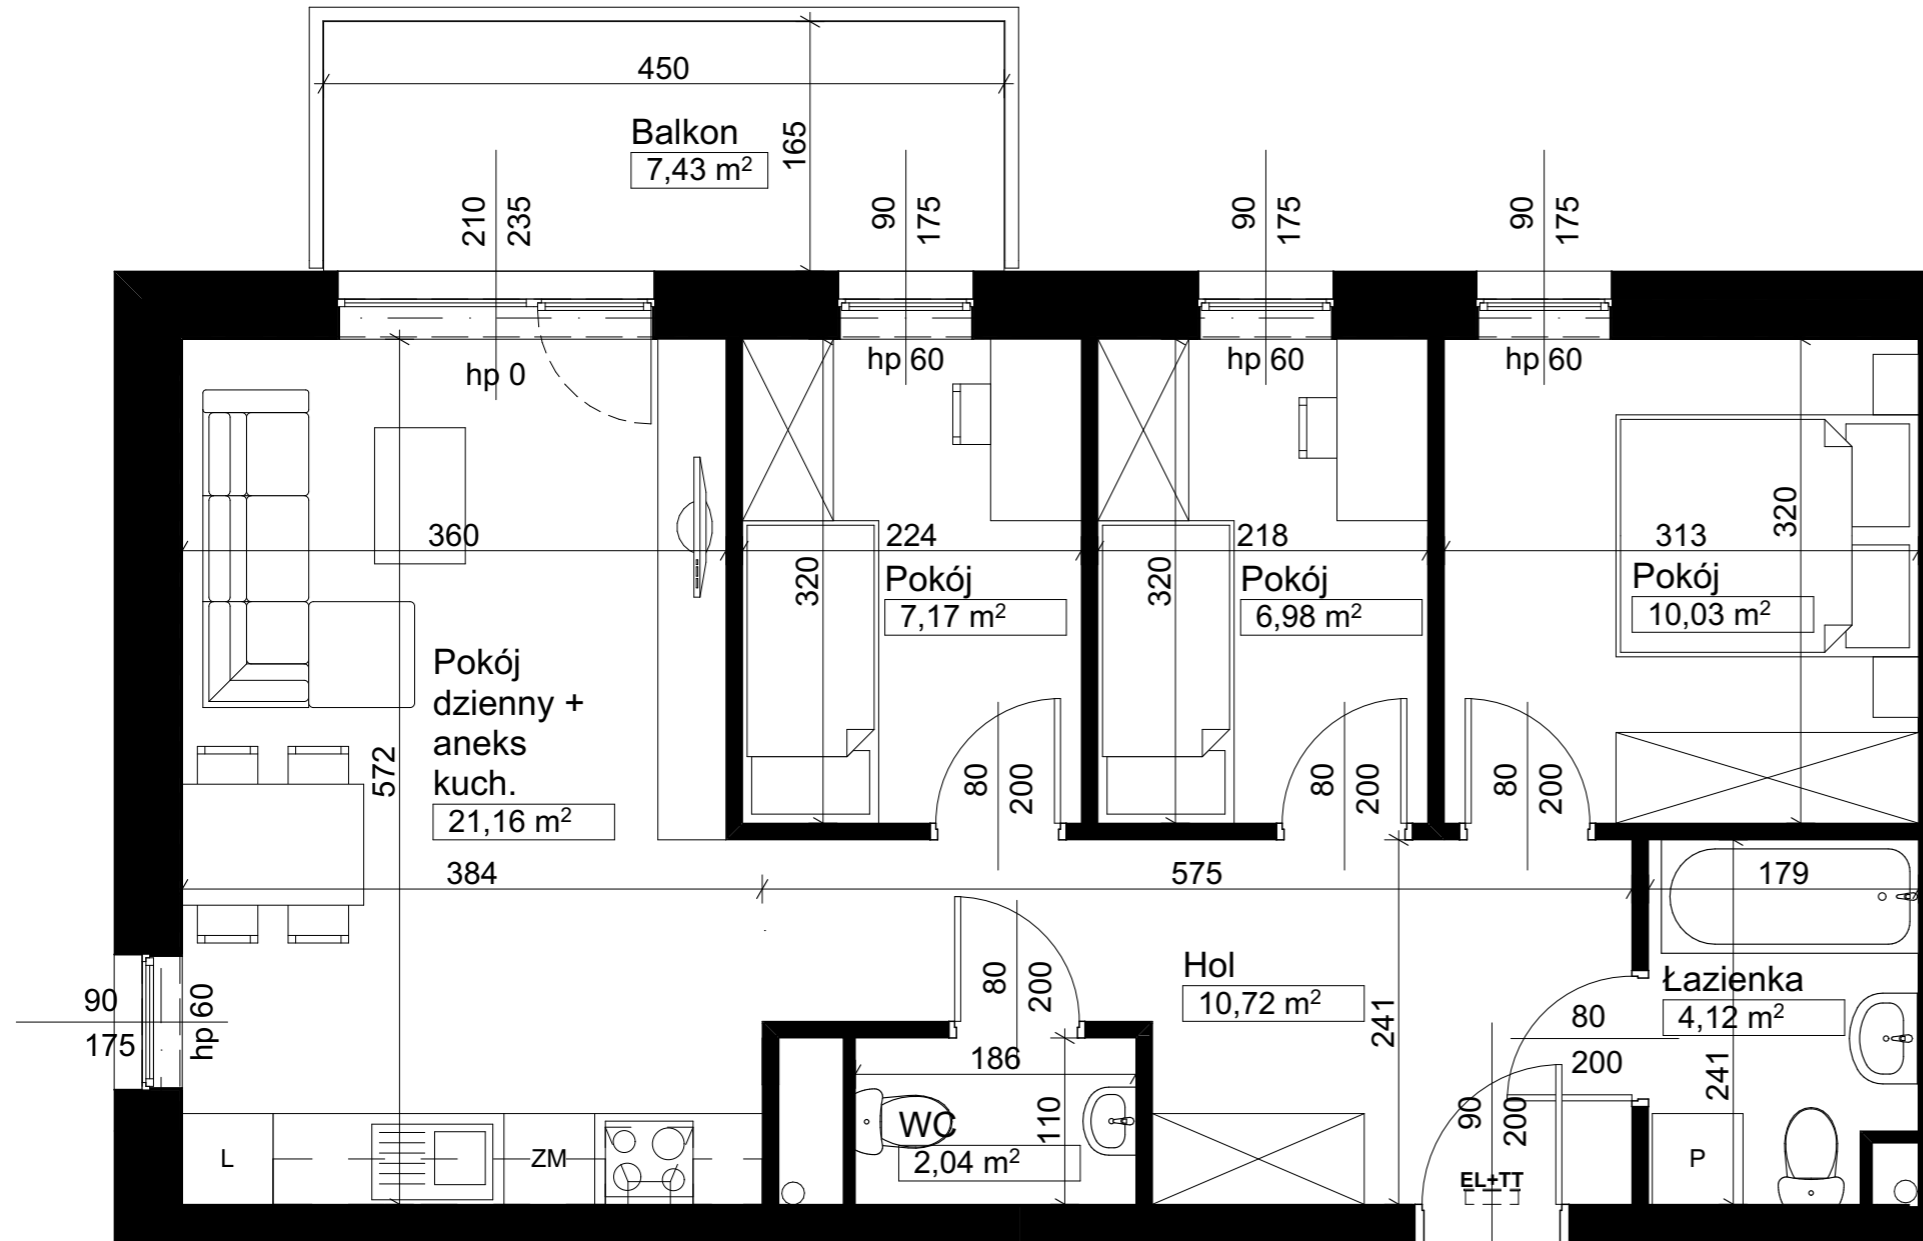 450
Balkon
7,43 m²
165
210
235
90
175
90
175
90
175
hp 0
hp 60
hp 60
hp 60
360
224
218
313
320
320
320
Pokój
7,17 m²
Pokój
6,98 m²
Pokój
10,03 m²
Pokój
dzienny +
aneks
kuch.
21,16 m²
572
80
200
80
200
80
200
384
575
179
90
175
hp 60
80
200
Hol
10,72 m²
241
Łazienka
4,12 m²
80
200
241
186
110
WC
2,04 m²
90
200
EL+TT
L
ZM
P